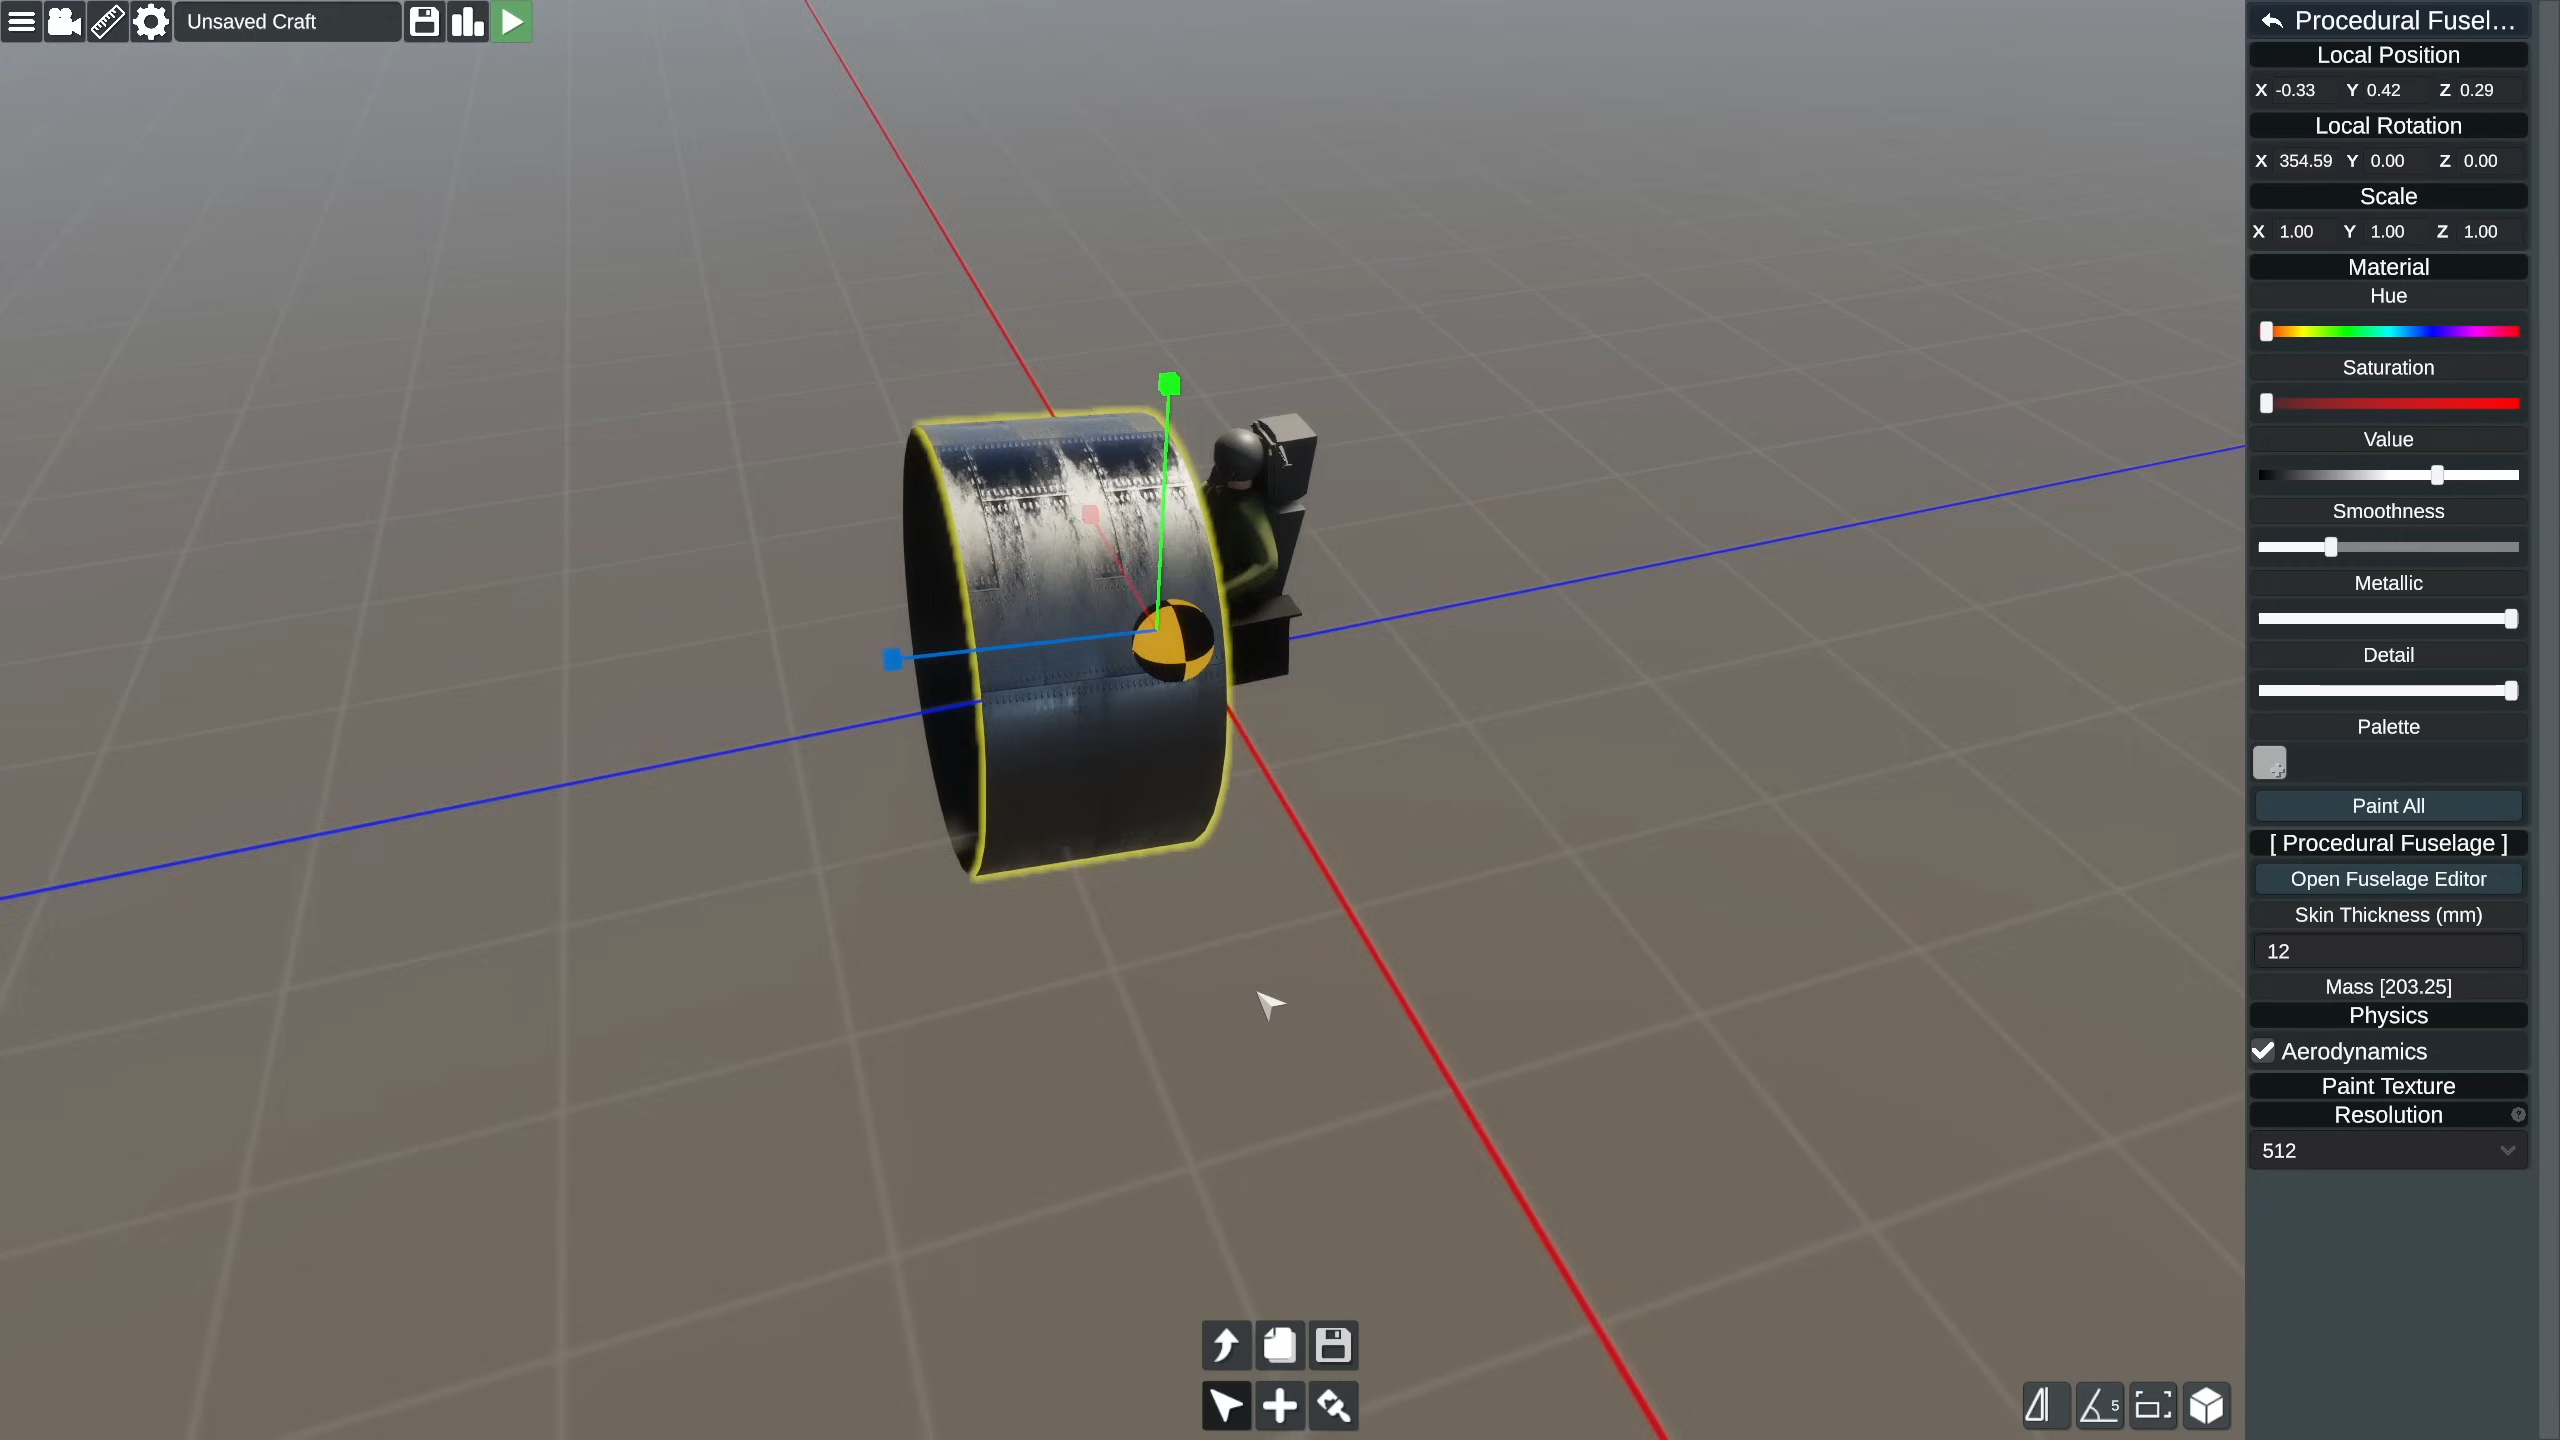 Unsaved Craft
Procedural Fusel...
Local Position
X -0.33 Y 0.42 Z 0.29
Local Rotation
X 354.59 Y 0.00 Z 0.00
Scale
X 1.00 Y 1.00 Z 1.00
Material
Hue
Saturation
Value
Smoothness
Metallic
Detail
Palette
Paint All
[ Procedural Fuselage ]
Open Fuselage Editor
Skin Thickness (mm)
12
Mass [203.25]
Physics
Aerodynamics
Paint Texture
Resolution ?
512
5